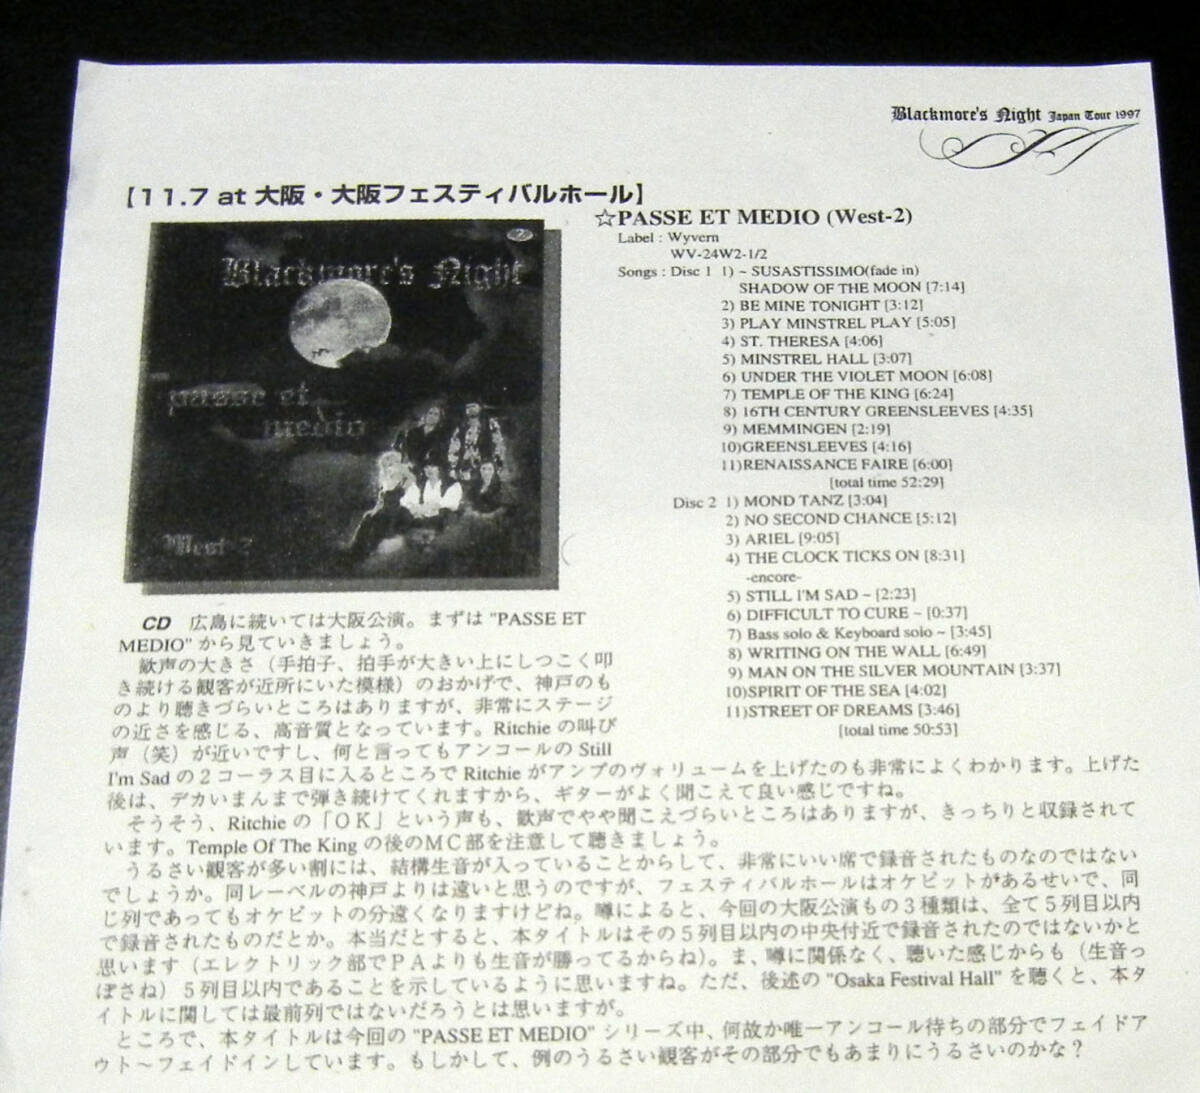 Blackmore's Night Japan Tour 1997
【11.7 at 大阪・大阪フェスティバルホール】
Blackmore's Night
passe et
medio
West-2
☆PASSE ET MEDIO (West-2)
Label : Wyvern
WV-24W2-1/2
Songs : Disc 1 1) ~ SUSASTISSIMO(fade in)
SHADOW OF THE MOON [7:14]
2) BE MINE TONIGHT [3:12]
3) PLAY MINSTREL PLAY [5:05]
4) ST. THERESA [4:06]
5) MINSTREL HALL [3:07]
6) UNDER THE VIOLET MOON [6:08]
7) TEMPLE OF THE KING [6:24]
8) 16TH CENTURY GREENSLEEVES [4:35]
9) MEMMINGEN [2:19]
10)GREENSLEEVES [4:16]
11)RENAISSANCE FAIRE [6:00]
[total time 52:29]
Disc 2 1) MOND TANZ [3:04]
2) NO SECOND CHANCE [5:12]
3) ARIEL [9:05]
4) THE CLOCK TICKS ON [8:31]
-encore-
5) STILL I'M SAD ~ [2:23]
6) DIFFICULT TO CURE ~ [0:37]
7) Bass solo & Keyboard solo ~ [3:45]
8) WRITING ON THE WALL [6:49]
9) MAN ON THE SILVER MOUNTAIN [3:37]
10)SPIRIT OF THE SEA [4:02]
11)STREET OF DREAMS [3:46]
[total time 50:53]
CD 広島に続いては大阪公演。まずは "PASSE ET
MEDIO" から見ていきましょう。
歓声の大きさ（手拍子、拍手が大きい上にしつこく叩
き続ける観客が近所にいた模様）のおかげで、神戸のも
のより聴きづらいところはありますが、非常にステージ
の近さを感じる、高音質となっています。Ritchie の叫び
声（笑）が近いですし、何と言ってもアンコールの Still
I'm Sad の２コーラス目に入るところで Ritchie がアンプのヴォリュームを上げたのも非常によくわかります。上げた
後は、デカいまんまで弾き続けてくれますから、ギターがよく聞こえて良い感じですね。
そうそう、Ritchie の「ＯＫ」という声も、歓声でやや聞こえづらいところはありますが、きっちりと収録されて
います。Temple Of The King の後のＭＣ部を注意して聴きましょう。
うるさい観客が多い割には、結構生音が入っていることからして、非常にいい席で録音されたものなのではない
でしょうか。同レーベルの神戸よりは遠いと思うのですが、フェスティバルホールはオケピットがあるせいで、同
じ列であってもオケピットの分遠くなりますけどね。噂によると、今回の大阪公演もの３種類は、全て５列目以内
で録音されたものだとか。本当だとすると、本タイトルはその５列目以内の中央付近で録音されたのではないかと
思います（エレクトリック部でＰＡよりも生音が勝ってるからね）。ま、噂に関係なく、聴いた感じからも（生音っ
ぽさね）５列目以内であることを示しているように思いますね。ただ、後述の "Osaka Festival Hall" を聴くと、本タ
イトルに関しては最前列ではないだろうとは思いますが。
ところで、本タイトルは今回の "PASSE ET MEDIO" シリーズ中、何故か唯一アンコール待ちの部分でフェイドア
ウト〜フェイドインしています。もしかして、例のうるさい観客がその部分でもあまりにうるさいのかな？